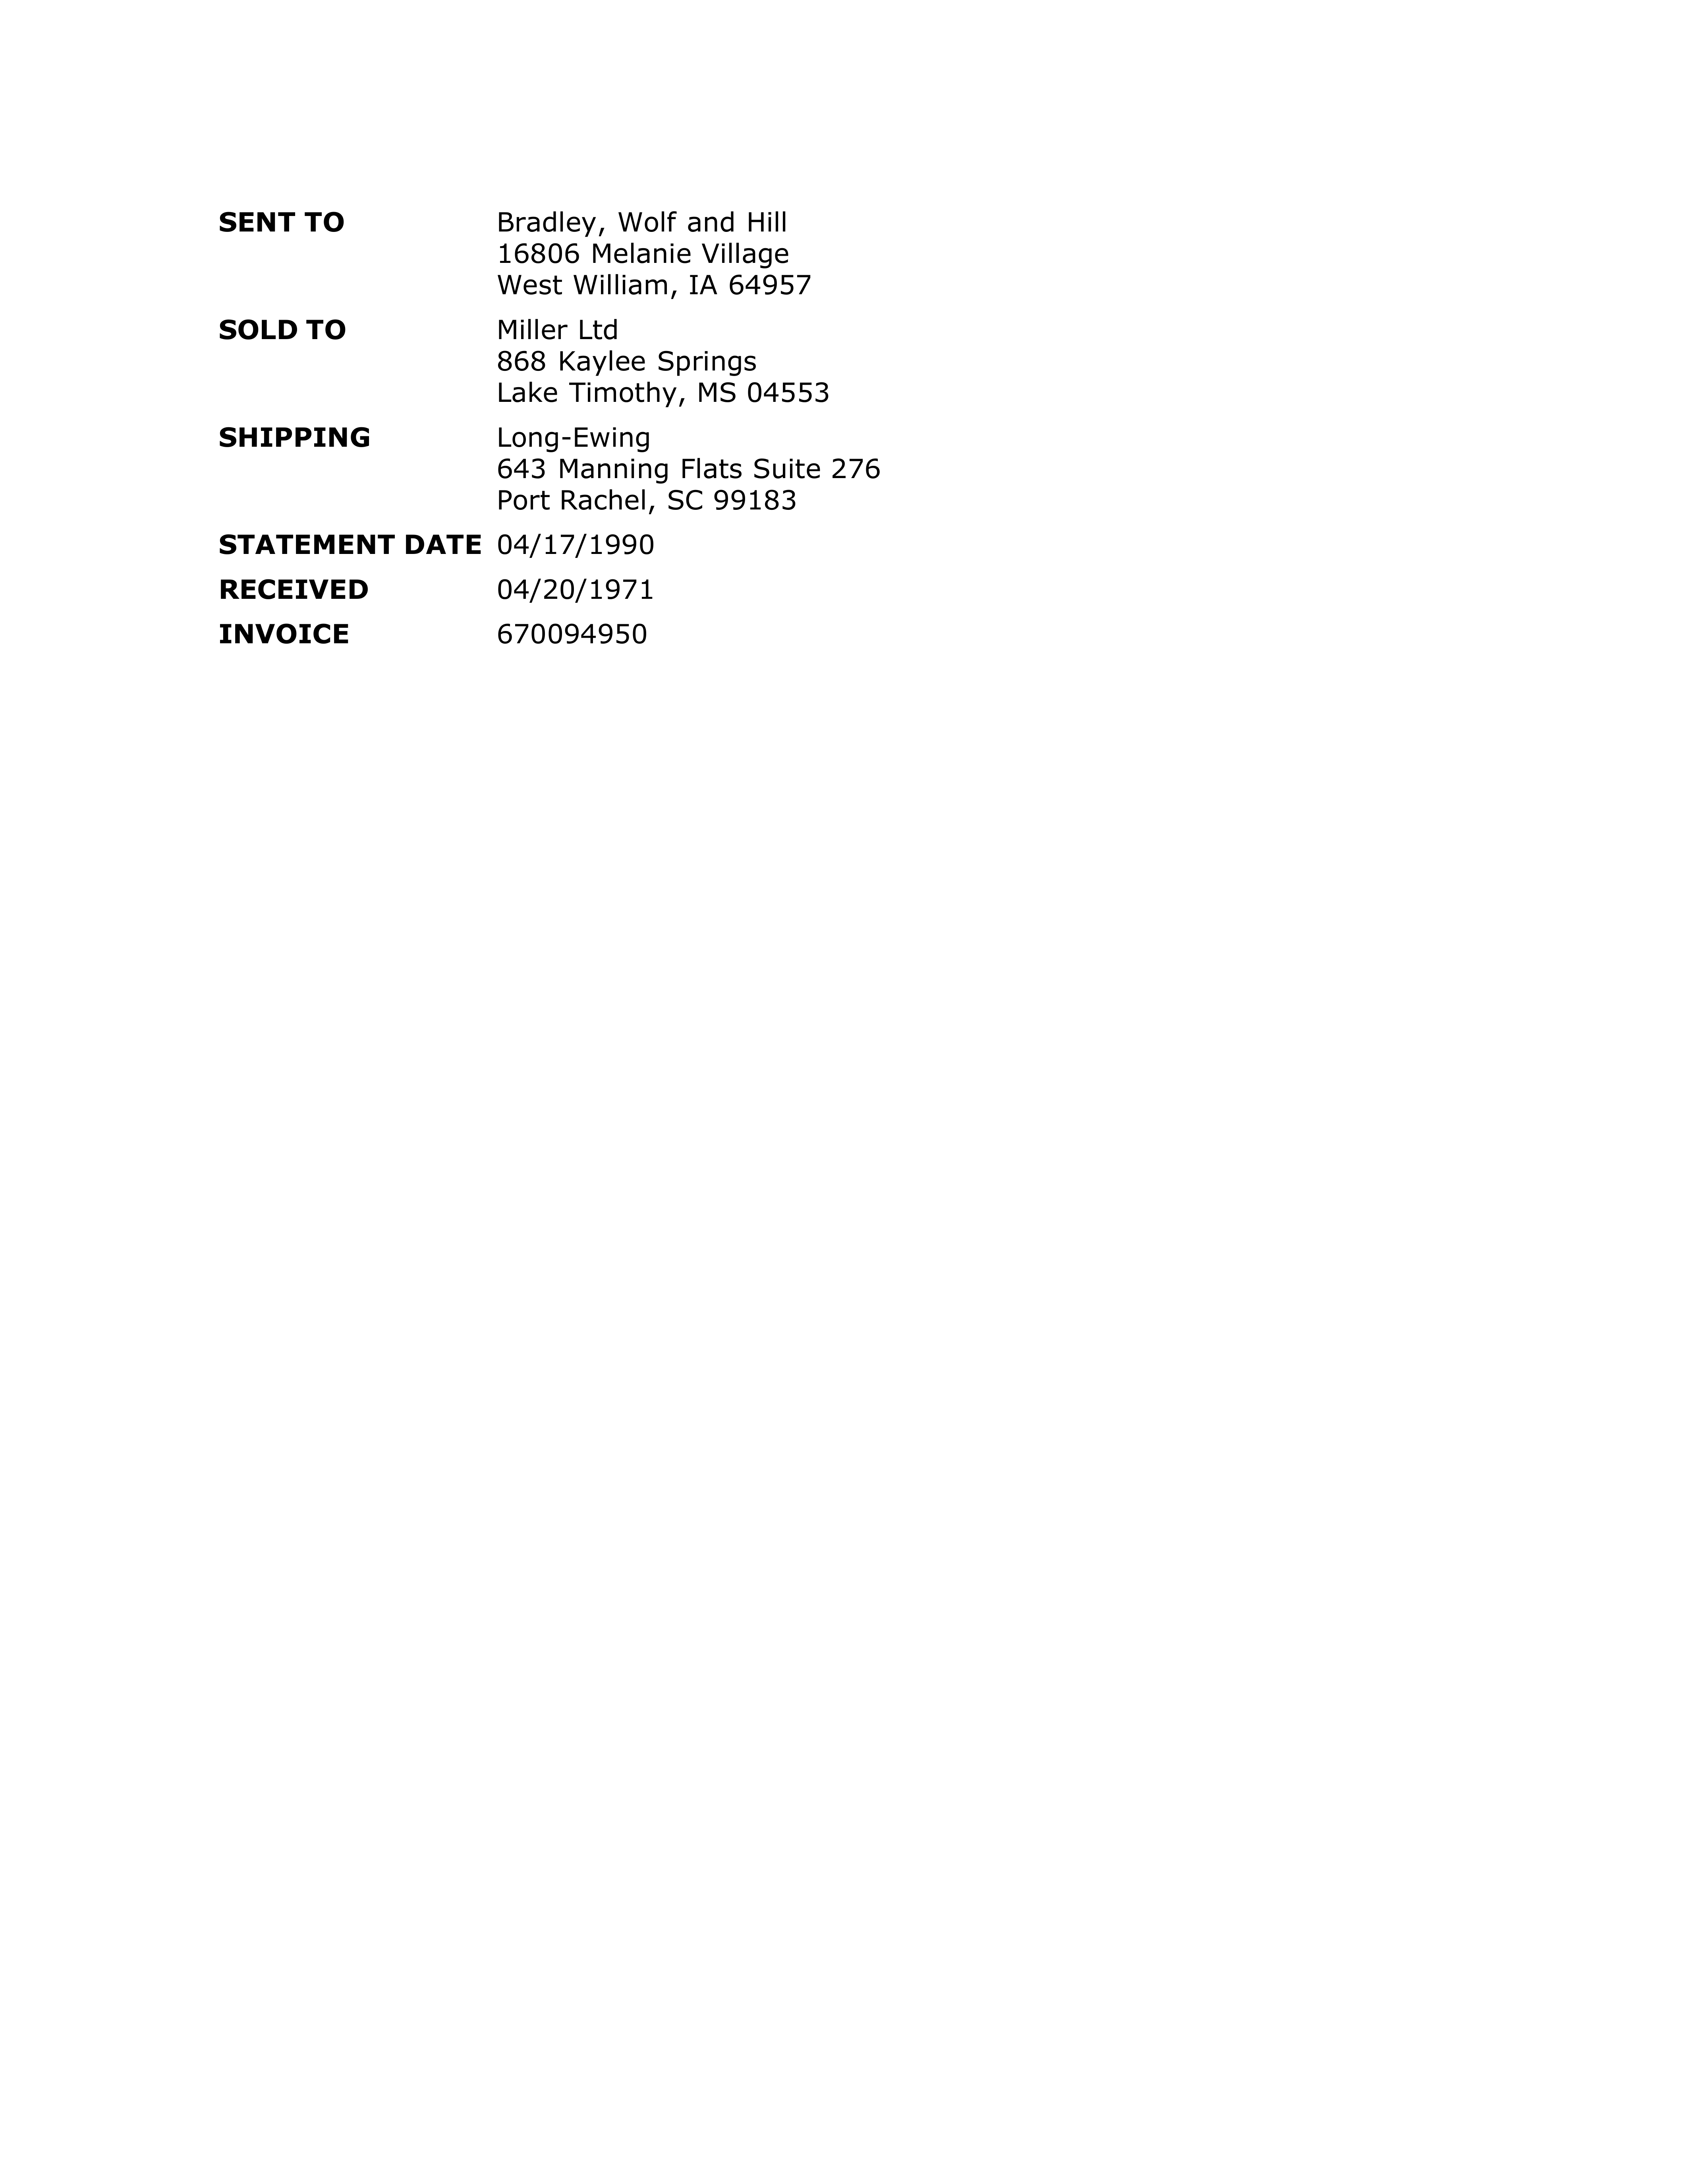 SENT TO Bradley, Wolf and Hill
16806 Melanie Village
West William, IA 64957
SOLD TO Miller Ltd
868 Kaylee Springs
Lake Timothy, MS 04553
SHIPPING Long-Ewing
643 Manning Flats Suite 276
Port Rachel, SC 99183
STATEMENT DATE 04/17/1990
RECEIVED 04/20/1971
INVOICE 670094950